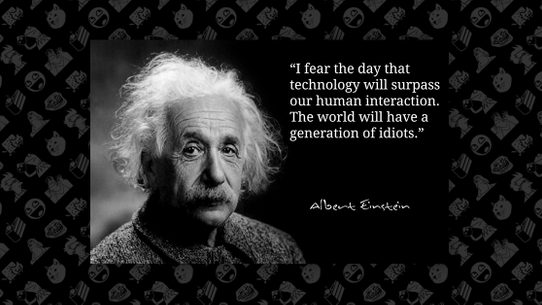 “I fear the day that
technology will surpass
our human interaction.
The world will have a
generation of idiots.”
Albert Einstein